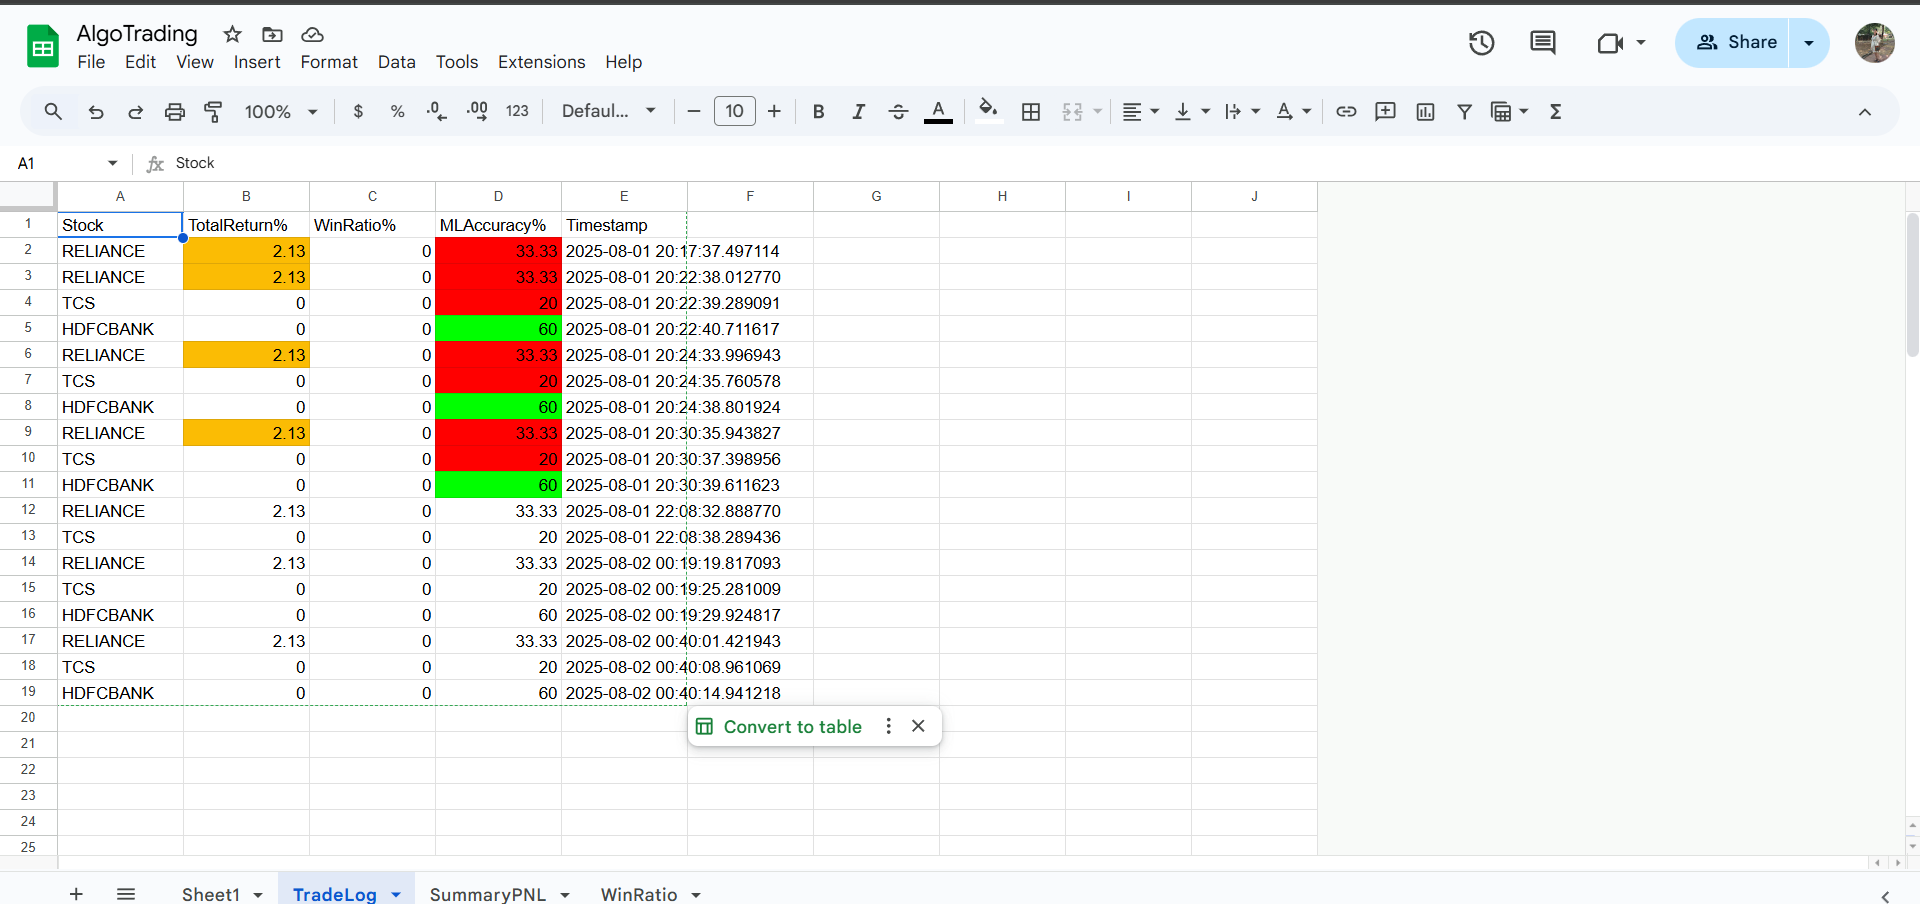 AlgoTrading
File Edit View Insert Format Data Tools Extensions Help
Share
100% $ % .0 .00 123 Defaul... 10 B I S A Σ
A1 fx Stock
A B C D E F G H I J
1 Stock TotalReturn% WinRatio% MLAccuracy% Timestamp
2 RELIANCE 2.13 0 33.33 2025-08-01 20:17:37.497114
3 RELIANCE 2.13 0 33.33 2025-08-01 20:22:38.012770
4 TCS 0 0 20 2025-08-01 20:22:39.289091
5 HDFCBANK 0 0 60 2025-08-01 20:22:40.711617
6 RELIANCE 2.13 0 33.33 2025-08-01 20:24:33.996943
7 TCS 0 0 20 2025-08-01 20:24:35.760578
8 HDFCBANK 0 0 60 2025-08-01 20:24:38.801924
9 RELIANCE 2.13 0 33.33 2025-08-01 20:30:35.943827
10 TCS 0 0 20 2025-08-01 20:30:37.398956
11 HDFCBANK 0 0 60 2025-08-01 20:30:39.611623
12 RELIANCE 2.13 0 33.33 2025-08-01 22:08:32.888770
13 TCS 0 0 20 2025-08-01 22:08:38.289436
14 RELIANCE 2.13 0 33.33 2025-08-02 00:19:19.817093
15 TCS 0 0 20 2025-08-02 00:19:25.281009
16 HDFCBANK 0 0 60 2025-08-02 00:19:29.924817
17 RELIANCE 2.13 0 33.33 2025-08-02 00:40:01.421943
18 TCS 0 0 20 2025-08-02 00:40:08.961069
19 HDFCBANK 0 0 60 2025-08-02 00:40:14.941218
20
Convert to table
21
22
23
24
25
Sheet1 TradeLog SummaryPNL WinRatio